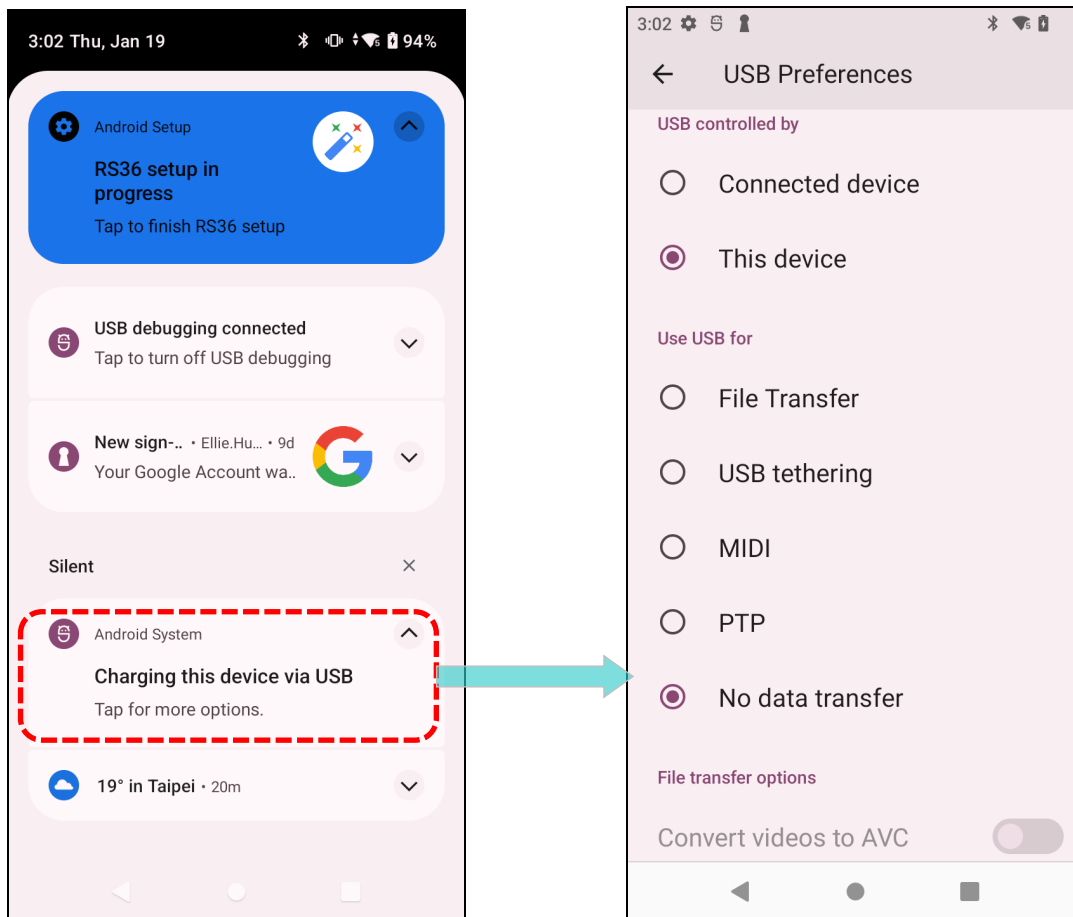 3:02 Thu, Jan 19
5 94%
Android Setup
RS36 setup in
progress
Tap to finish RS36 setup
USB debugging connected
Tap to turn off USB debugging
New sign-.. • Ellie.Hu… • 9d
Your Google Account wa..
Silent
Android System
Charging this device via USB
Tap for more options.
19° in Taipei • 20m
3:02 5
USB Preferences
USB controlled by
Connected device
This device
Use USB for
File Transfer
USB tethering
MIDI
PTP
No data transfer
File transfer options
Convert videos to AVC